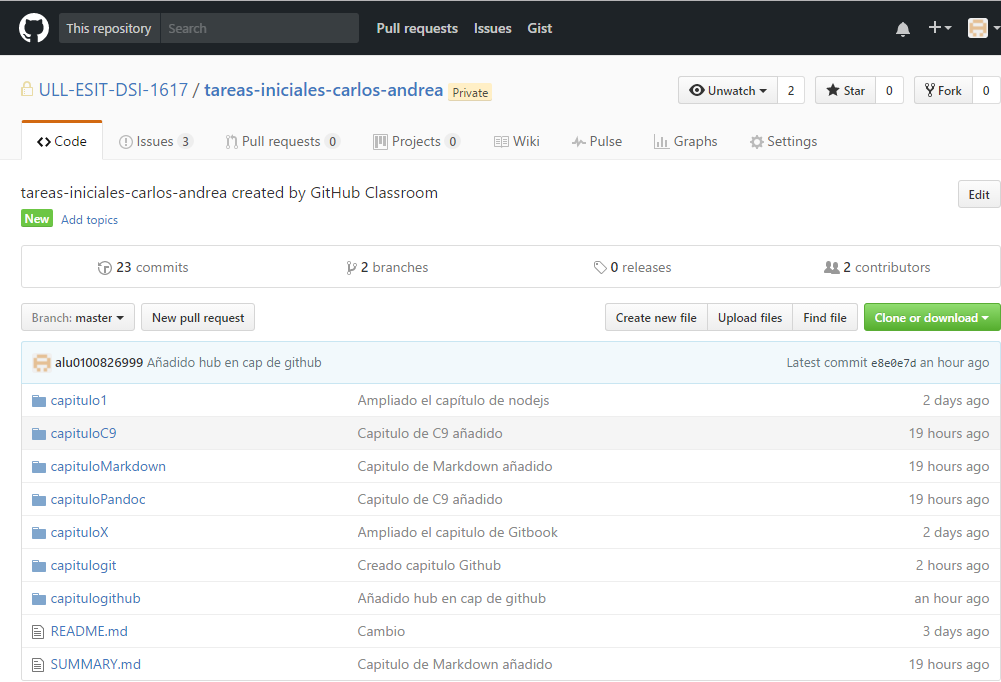 This repository Search Pull requests Issues Gist
ULL-ESIT-DSI-1617 / tareas-iniciales-carlos-andrea Private Unwatch 2 Star 0 Fork 0
Code Issues 3 Pull requests 0 Projects 0 Wiki Pulse Graphs Settings
tareas-iniciales-carlos-andrea created by GitHub Classroom Edit
New Add topics
23 commits 2 branches 0 releases 2 contributors
Branch: master New pull request Create new file Upload files Find file Clone or download
alu0100826999 Añadido hub en cap de github Latest commit e8e0e7d an hour ago
capitulo1 Ampliado el capítulo de nodejs 2 days ago
capituloC9 Capitulo de C9 añadido 19 hours ago
capituloMarkdown Capitulo de Markdown añadido 19 hours ago
capituloPandoc Capitulo de C9 añadido 19 hours ago
capituloX Ampliado el capitulo de Gitbook 2 days ago
capitulogit Creado capitulo Github 2 hours ago
capitulogithub Añadido hub en cap de github an hour ago
README.md Cambio 3 days ago
SUMMARY.md Capitulo de Markdown añadido 19 hours ago